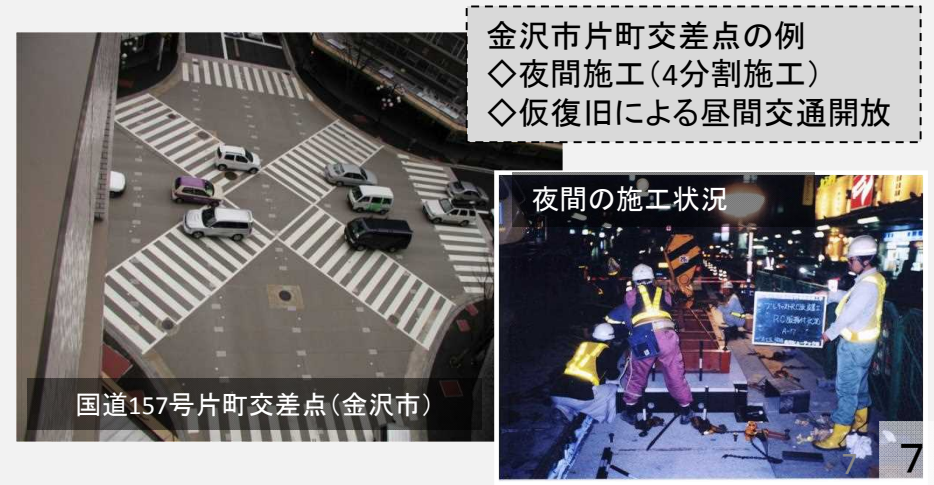 金沢市片町交差点の例
◇夜間施工(4分割施工)
◇仮復旧による昼間交通開放
夜間の施工状況
国道157号片町交差点(金沢市)
A-17
7